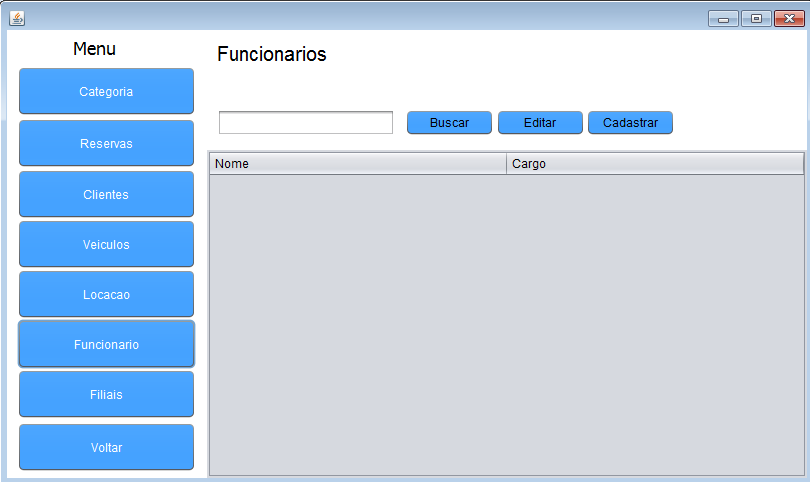 Menu
Categoria
Reservas
Clientes
Veiculos
Locacao
Funcionario
Filiais
Voltar
Funcionarios
Buscar Editar Cadastrar
Nome Cargo